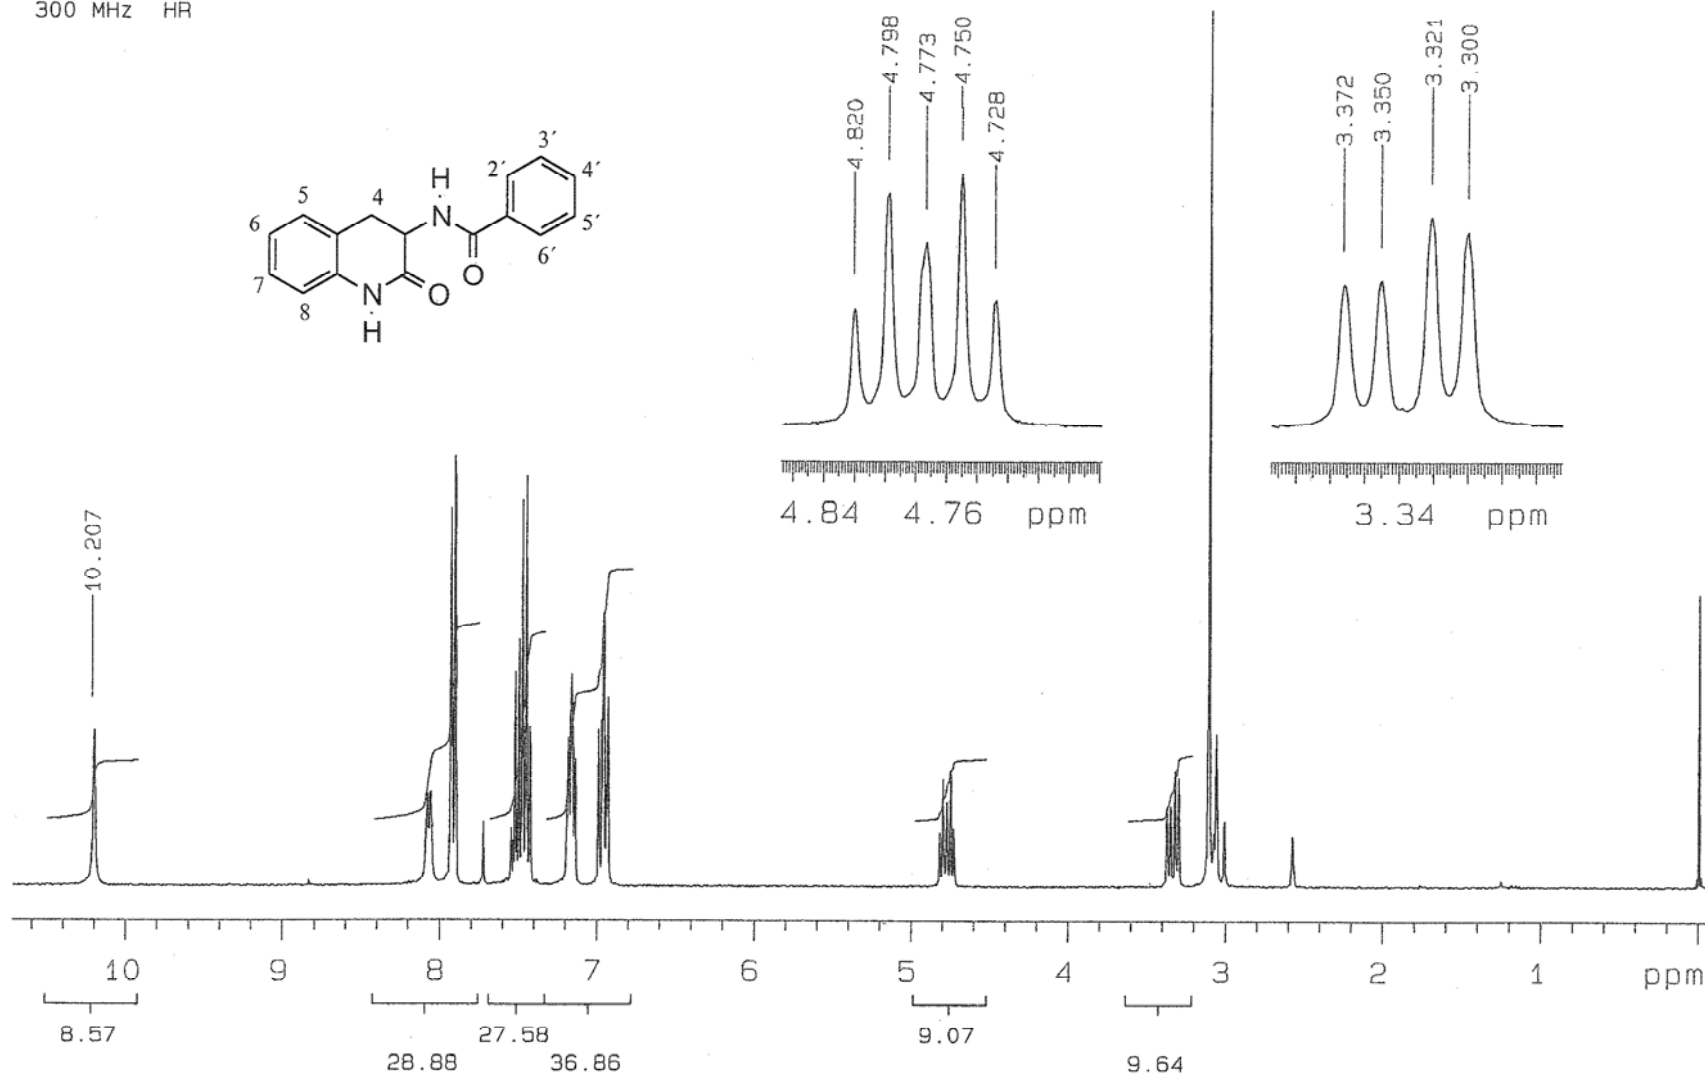 300 MHz HR
4.820
4.798
4.773
4.750
4.728
3.372
3.350
3.321
3.300
3′
2′
4′
H
5
4
N
5′
6
6′
O
7
N
O
8
H
4.84 4.76 ppm
3.34 ppm
10.207
10 9 8 7 6 5 4 3 2 1 ppm
8.57
27.58
9.07
28.88
36.86
9.64